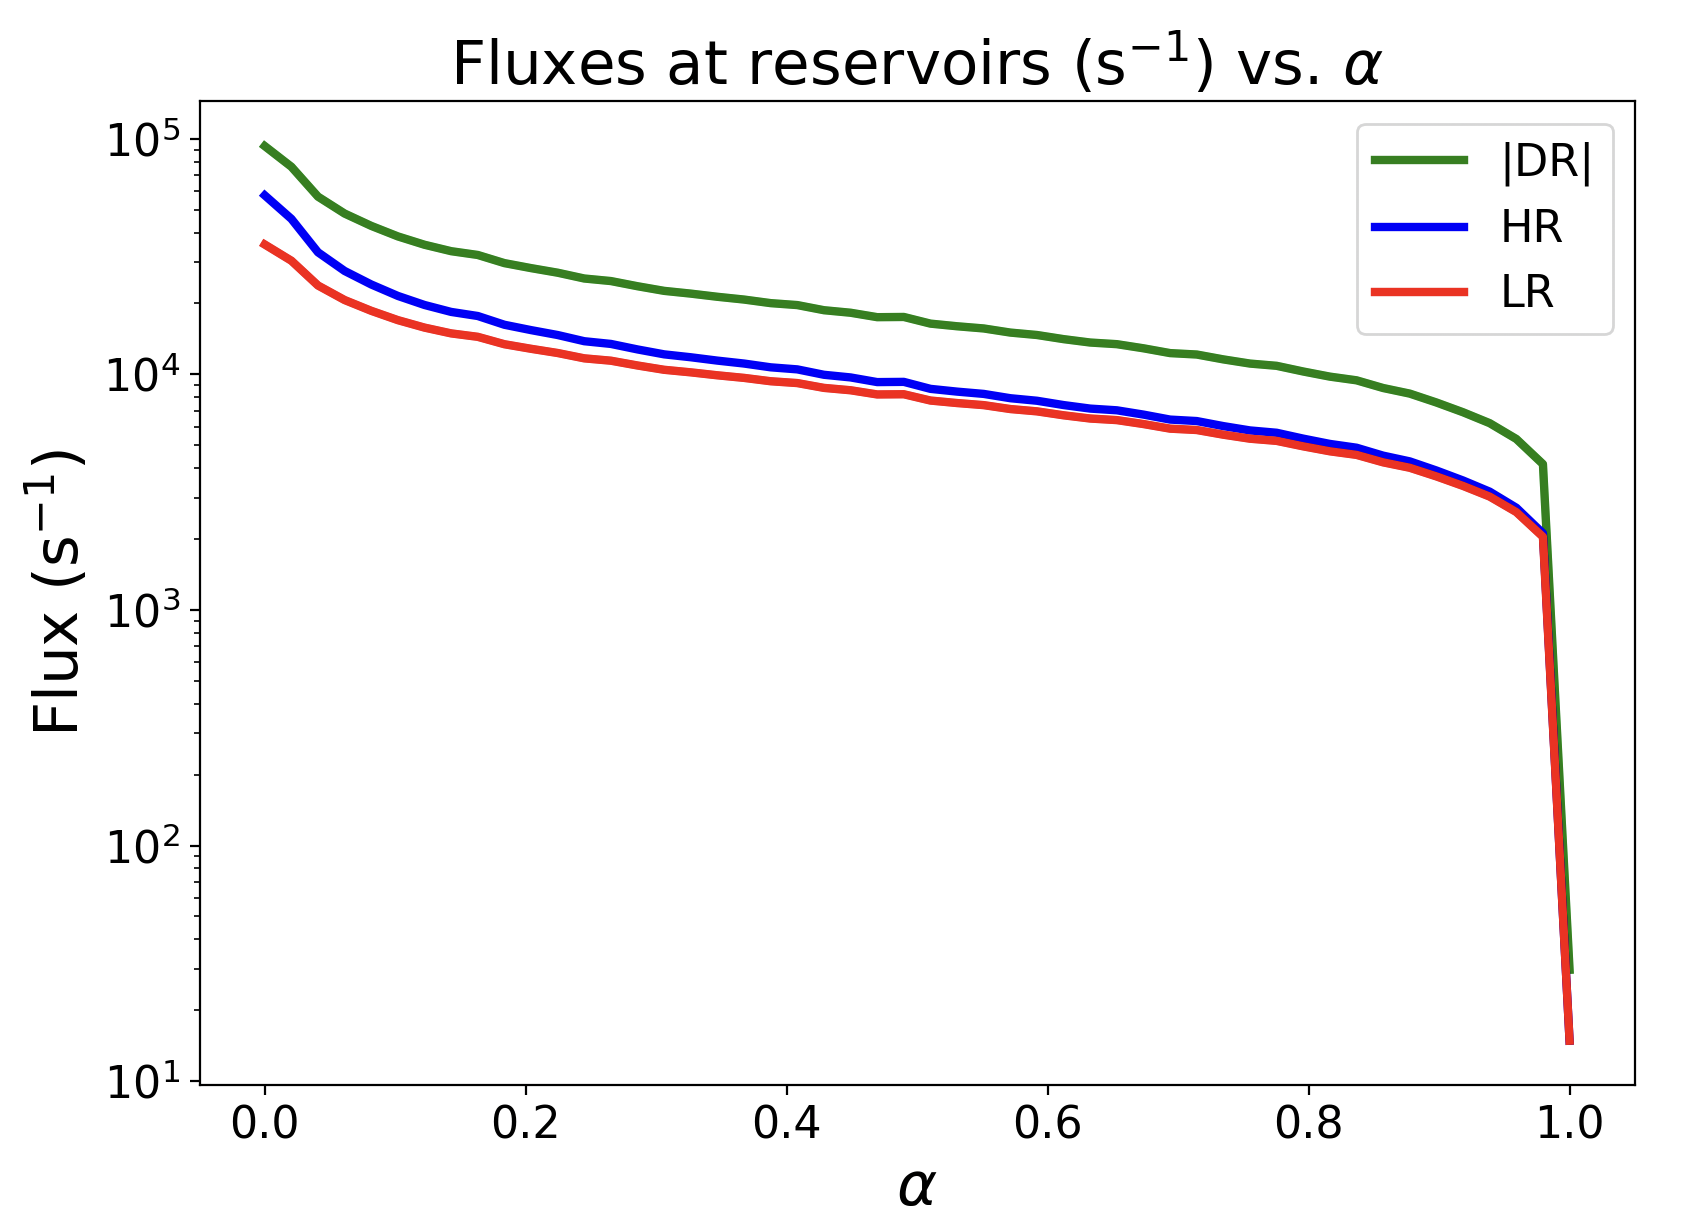 Fluxes at reservoirs (s⁻¹) vs. α
Flux (s⁻¹)
10⁵
10⁴
10³
10²
10¹
|DR|
HR
LR
0.0 0.2 0.4 0.6 0.8 1.0
α